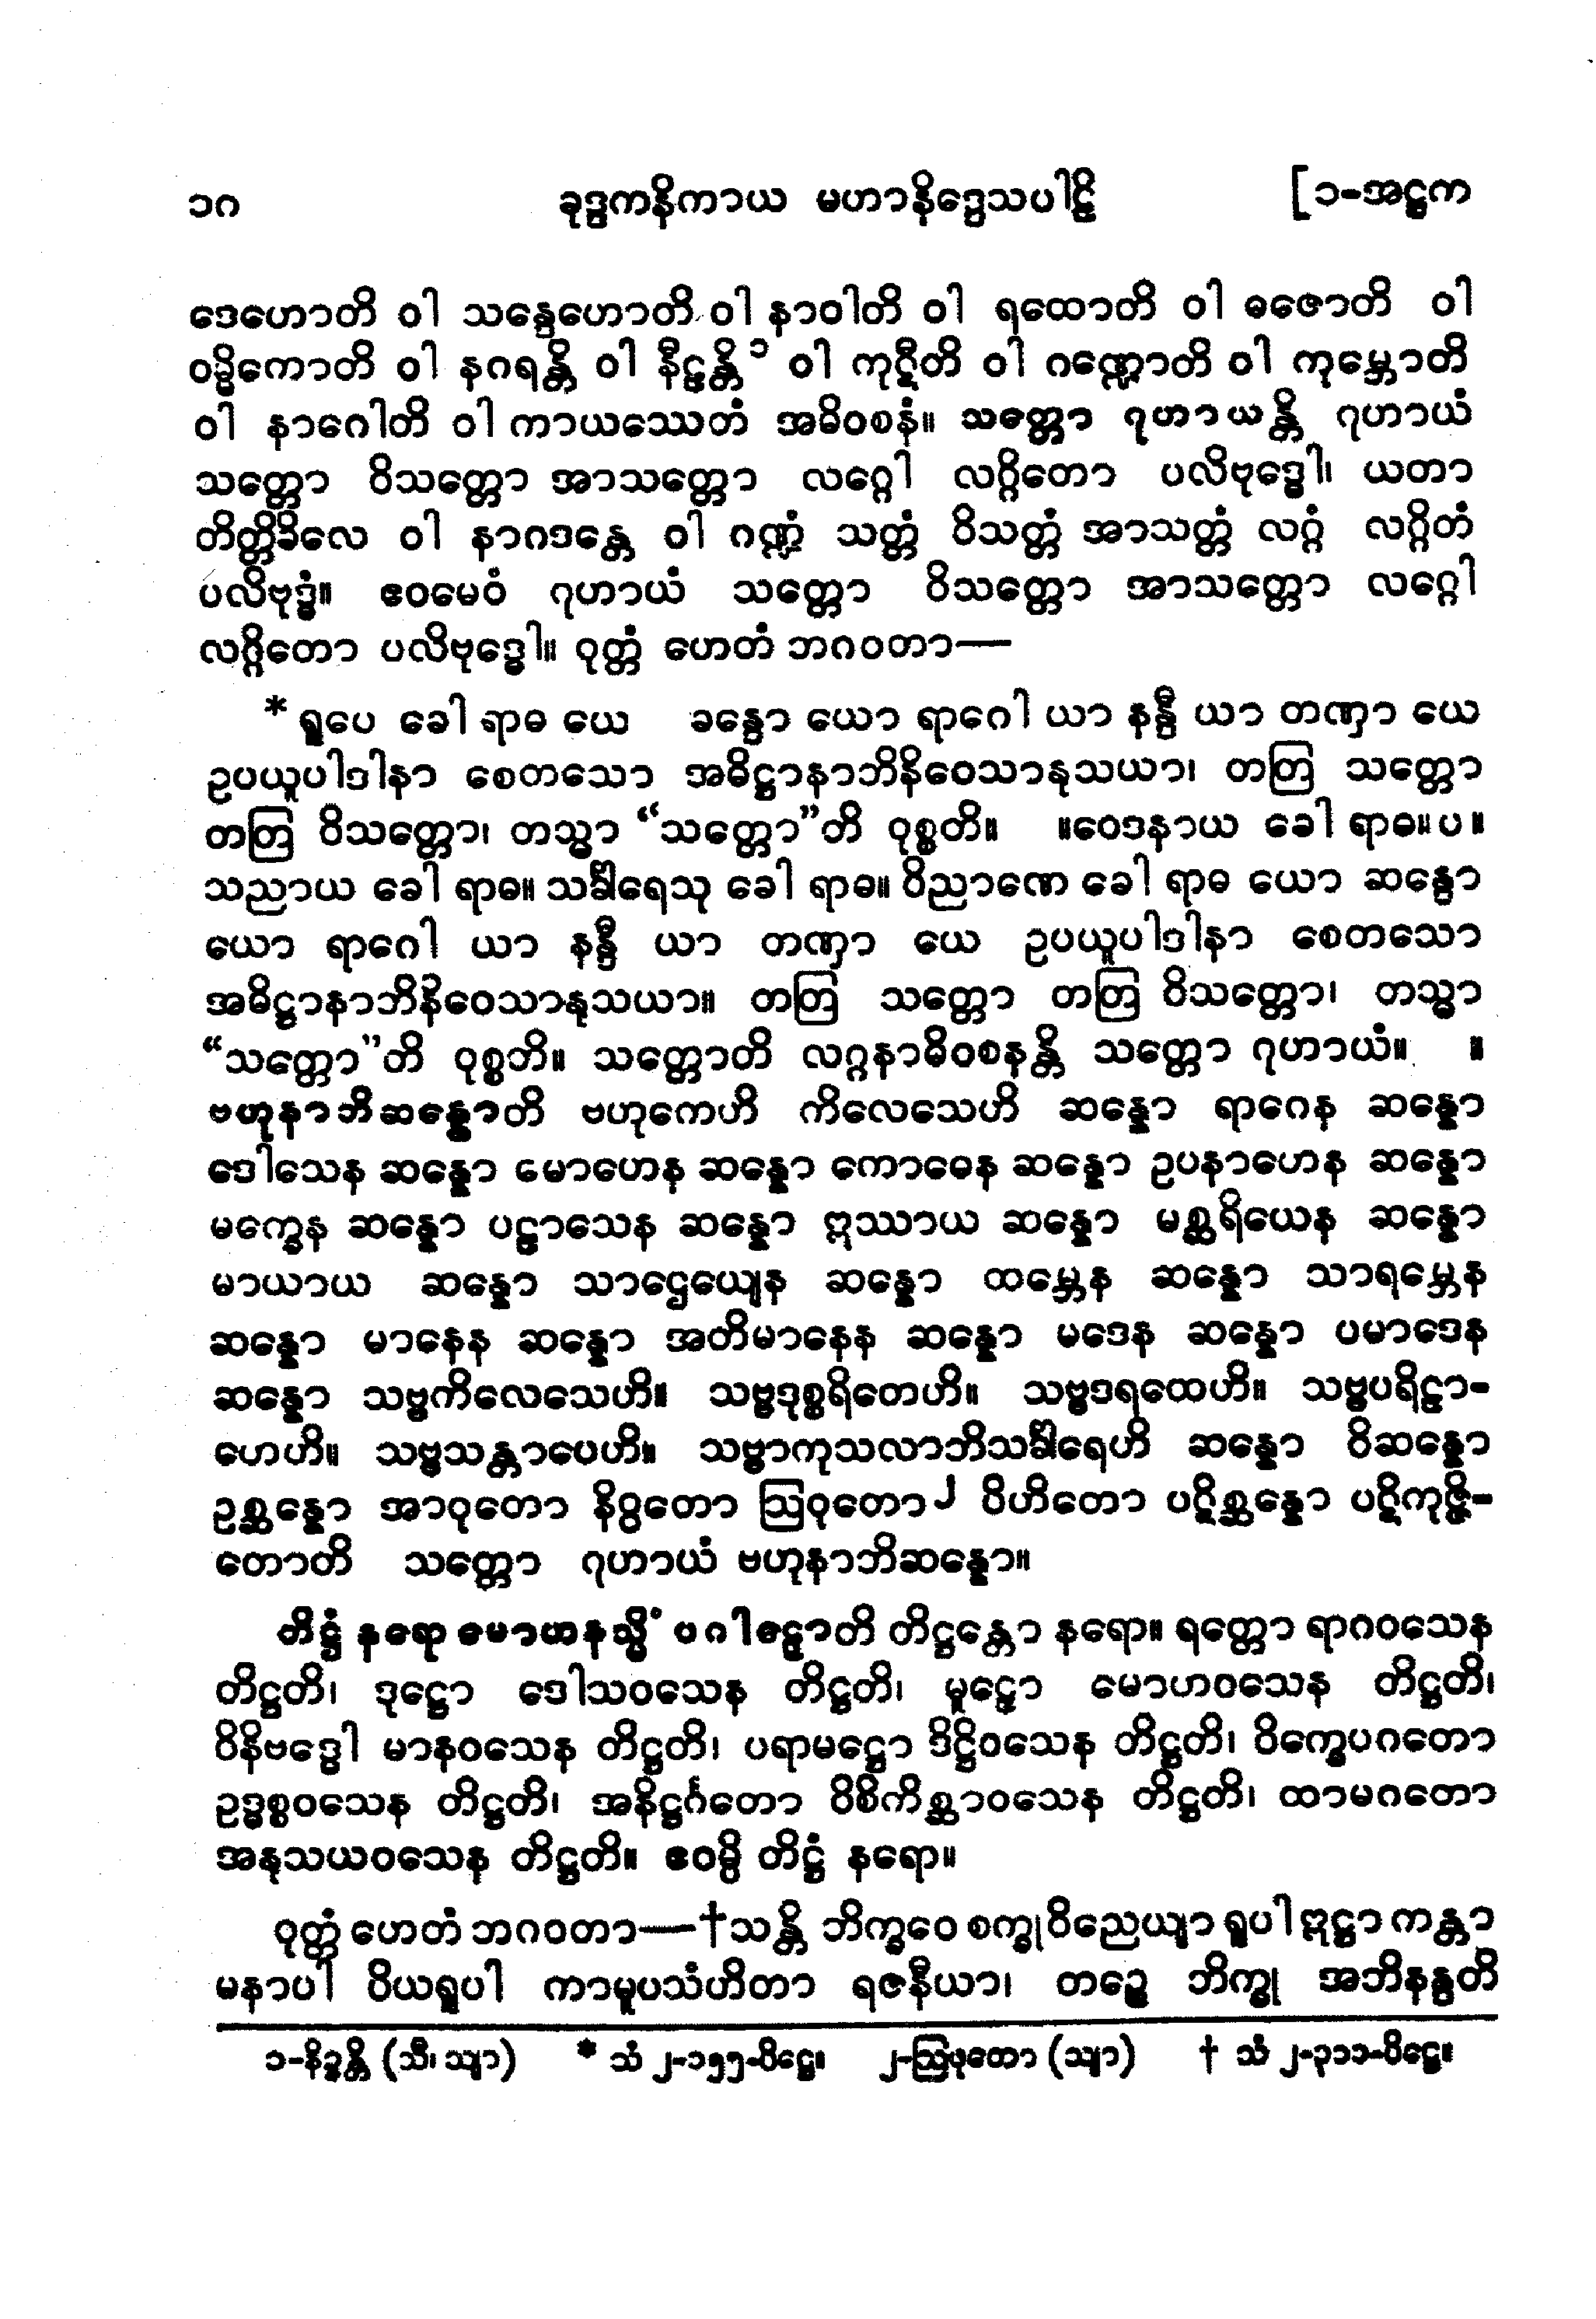 ၁၈ ခုဒ္ဒကနိကာယ မဟာနိဒ္ဒေသပါဠိ [၁-အဋ္ဌက
ဒေဟောတိ ဝါ သန္ဒေဟောတိ ဝါ နာဝါတိ ဝါ ရထောတိ ဝါ ဓဇောတိ ဝါ
ဝမ္မိကောတိ ဝါ နဂရန္တိ ဝါ နီဠန္တိ၁ ဝါ ကုဋီတိ ဝါ ဂဏ္ဍောတိ ဝါ ကုမ္ဘောတိ
ဝါ နာဂေါတိ ဝါ ကာယဿေတံ အဓိဝစနံ။ သတ္တော ဂုဟာယန္တိ ဂုဟာယံ
သတ္တော ဝိသတ္တော အာသတ္တော လဂ္ဂေါ လဂ္ဂိတော ပလိဗုဒ္ဓေါ၊ ယတာ
တိတ္တိခိလေ ဝါ နာဂဒန္တေ ဝါ ဂဏ္ဍံ သတ္တံ ဝိသတ္တံ အာသတ္တံ လဂ္ဂံ လဂ္ဂိတံ
ပလိဗုဒ္ဓံ။ ဧဝမေဝံ ဂုဟာယံ သတ္တော ဝိသတ္တော အာသတ္တော လဂ္ဂေါ
လဂ္ဂိတော ပလိဗုဒ္ဓေါ။ ဝုတ္တံ ဟေတံ ဘဂဝတာ—
*ရူပေ ခေါ ရာဓ ယေ ခန္ဒော ယော ရာဂေါ ယာ နန္ဒီ ယာ တဏှာ ယေ
ဥပယူပါဒါနာ စေတသော အဓိဋ္ဌာနာဘိနိဝေသာနုသယာ၊ တတြ သတ္တော
တတြ ဝိသတ္တော၊ တသ္မာ “သတ္တော”တိ ဝုစ္စတိ။ ။ဝေဒနာယ ခေါ ရာဓ။ပ။
သညာယ ခေါ ရာဓ။ သင်္ခါရေသု ခေါ ရာဓ။ ဝိညာဏေ ခေါ ရာဓ ယော ဆန္ဒော
ယော ရာဂေါ ယာ နန္ဒီ ယာ တဏှာ ယေ ဥပယူပါဒါနာ စေတသော
အဓိဋ္ဌာနာဘိနိဝေသာနုသယာ။ တတြ သတ္တော တတြ ဝိသတ္တော၊ တသ္မာ
“သတ္တော”တိ ဝုစ္စဘိ။ သတ္တောတိ လဂ္ဂနာဓိဝစနန္တိ သတ္တော ဂုဟာယံ။ ။
ဗဟုနာဘိဆန္နောတိ ဗဟုကေဟိ ကိလေသေဟိ ဆန္နော ရာဂေန ဆန္နော
ဒေါသေန ဆန္နော မောဟေန ဆန္နော ကောဓေန ဆန္နော ဥပနာဟေန ဆန္နော
မက္ခေန ဆန္နော ပဠာသေန ဆန္နော ဣဿာယ ဆန္နော မစ္ဆရိယေန ဆန္နော
မာယာယ ဆန္နော သာဌေယျေန ဆန္နော ထမ္ဘေန ဆန္နော သာရမ္ဘေန
ဆန္နော မာနေန ဆန္နော အတိမာနေန ဆန္နော မဒေန ဆန္နော ပမာဒေန
ဆန္နော သဗ္ဗကိလေသေဟိ။ သဗ္ဗဒုစ္စရိတေဟိ။ သဗ္ဗဒရထေဟိ။ သဗ္ဗပရိဠာ-
ဟေဟိ။ သဗ္ဗသန္တာပေဟိ။ သဗ္ဗာကုသလာဘိသင်္ခါရေဟိ ဆန္နော ဝိဆန္နော
ဥစ္ဆန္နော အာဝုတော နိဝုတော ဩဝုတော၂ ပိဟိတော ပဋိစ္ဆန္နော ပဋိကုဇ္ဇိ-
တောတိ သတ္တော ဂုဟာယံ ဗဟုနာဘိဆန္နော။
တိဋ္ဌံ နရော မောဟနသ္မိံ ပဂါဠှောတိ တိဋ္ဌန္တော နရော။ ရတ္တော ရာဂဝသေန
တိဋ္ဌတိ၊ ဒုဋ္ဌော ဒေါသဝသေန တိဋ္ဌတိ၊ မူဠှော မောဟဝသေန တိဋ္ဌတိ၊
ဝိနိဗဒ္ဓေါ မာနဝသေန တိဋ္ဌတိ၊ ပရာမဋ္ဌော ဒိဋ္ဌိဝသေန တိဋ္ဌတိ၊ ဝိက္ခေပဂတော
ဥဒ္ဓစ္စဝသေန တိဋ္ဌတိ၊ အနိဋ္ဌင်္ဂတော ဝိစိကိစ္ဆာဝသေန တိဋ္ဌတိ၊ ထာမဂတော
အနုသယဝသေန တိဋ္ဌတိ။ ဧဝမ္ပိ တိဋ္ဌံ နရော။
ဝုတ္တံ ဟေတံ ဘဂဝတာ—†သန္တိ ဘိက္ခဝေ စက္ခုဝိညေယျာ ရူပါ ဣဋ္ဌာ ကန္တာ
မနာပါ ပိယရူပါ ကာမူပသံဟိတာ ရဇနီယာ၊ တဉ္စေ ဘိက္ခု အဘိနန္ဒတိ
၁-နိဍ္ဍန္တိ (သီ၊ သျာ) * သံ ၂-၁၅၅-ပိဋ္ဌေ။ ၂-ဩဖုတော (သျာ) † သံ ၂-၃၁၁-ပိဋ္ဌေ။